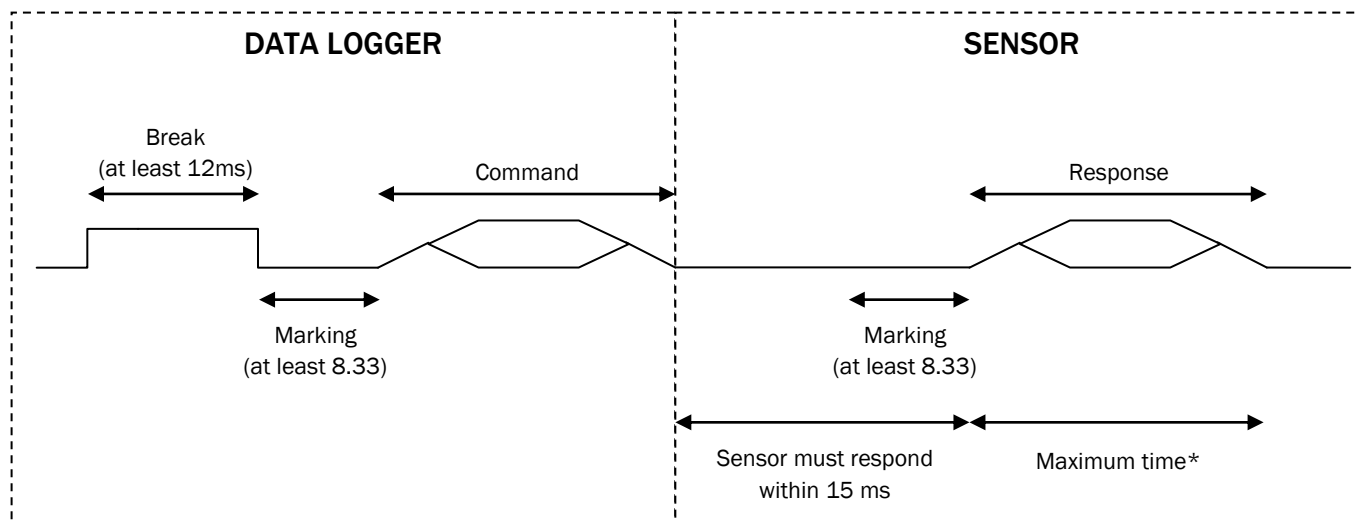 DATA LOGGER
SENSOR
Break
(at least 12ms)
Command
Response
Marking
(at least 8.33)
Marking
(at least 8.33)
Sensor must respond
within 15 ms
Maximum time*